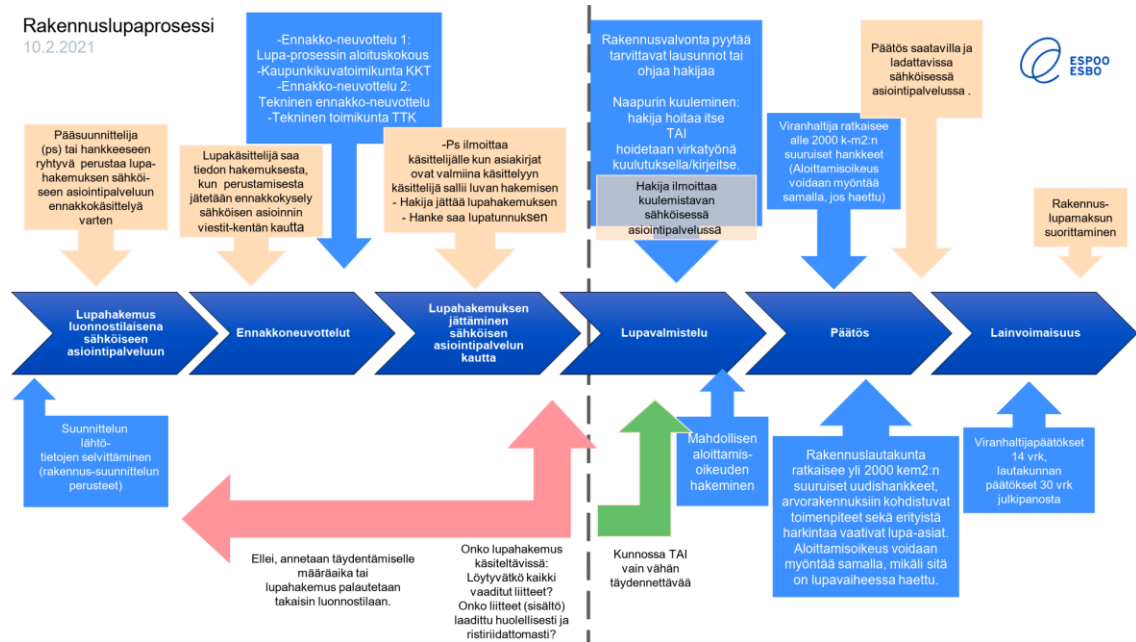 Rakennuslupaprosessi
10.2.2021
-Ennakko-neuvottelu 1:
Lupa-prosessin aloituskokous
-Kaupunkikuvatoimikunta KKT
-Ennakko-neuvottelu 2:
Tekninen ennakko-neuvottelu
-Tekninen toimikunta TTK
Rakennusvalvonta pyytää
tarvittavat lausunnot tai
ohjaa hakijaa
Naapurin kuuleminen:
hakija hoitaa itse
TAI
hoidetaan virkatyönä
kuulutuksella/kirjeitse.
Hakija ilmoittaa
kuulemistavan
sähköisessä
asiointipalvelussa
Päätös saatavilla ja
ladattavissa
sähköisessä
asiointipalvelussa .
ESPOO
ESBO
Pääsuunnittelija
(ps) tai hankkeeseen
ryhtyvä perustaa lupa-
hakemuksen sähköi-
seen asiointipalveluun
ennakkokäsittelyä
varten
Lupakäsittelijä saa
tiedon hakemuksesta,
kun perustamisesta
jätetään ennakkokysely
sähköisen asioinnin
viestit-kentän kautta
-Ps ilmoittaa
käsittelijälle kun asiakirjat
ovat valmiina käsittelyyn
käsittelijä sallii luvan hakemisen
- Hakija jättää lupahakemuksen
- Hanke saa lupatunnuksen
Viranhaltija ratkaisee
alle 2000 k-m2:n
suuruiset hankkeet
(Aloittamisoikeus
voidaan myöntää
samalla, jos haettu)
Rakennus-
lupamaksun
suorittaminen
Lupahakemus
luonnostilaisena
sähköiseen
asiointipalveluun
Ennakkoneuvottelut
Lupahakemuksen
jättäminen
sähköisen
asiointipalvelun
kautta
Lupavalmistelu
Päätös
Lainvoimaisuus
Suunnittelun
lähtö-
tietojen selvittäminen
(rakennus-suunnittelun
perusteet)
Ellei, annetaan täydentämiselle
määräaika tai
lupahakemus palautetaan
takaisin luonnostilaan.
Onko lupahakemus
käsiteltävissä:
Löytyvätkö kaikki
vaaditut liitteet?
Onko liitteet (sisältö)
laadittu huolellisesti ja
ristiriidattomasti?
Kunnossa TAI
vain vähän
täydennettävää
Mahdollisen
aloittamis-
oikeuden
hakeminen
Rakennuslautakunta
ratkaisee yli 2000 kem2:n
suuruiset uudishankkeet,
arvorakennuksiin kohdistuvat
toimenpiteet sekä erityistä
harkintaa vaativat lupa-asiat.
Aloittamisoikeus voidaan
myöntää samalla, mikäli sitä
on lupavaiheessa haettu.
Viranhaltijapäätökset
14 vrk,
lautakunnan
päätökset 30 vrk
julkipanosta